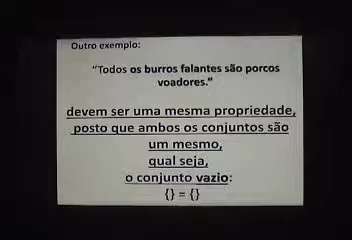 Outro exemplo:
“Todos os burros falantes são porcos
voadores.”
devem ser uma mesma propriedade,
posto que ambos os conjuntos são
um mesmo,
qual seja,
o conjunto vazio:
{} = {}